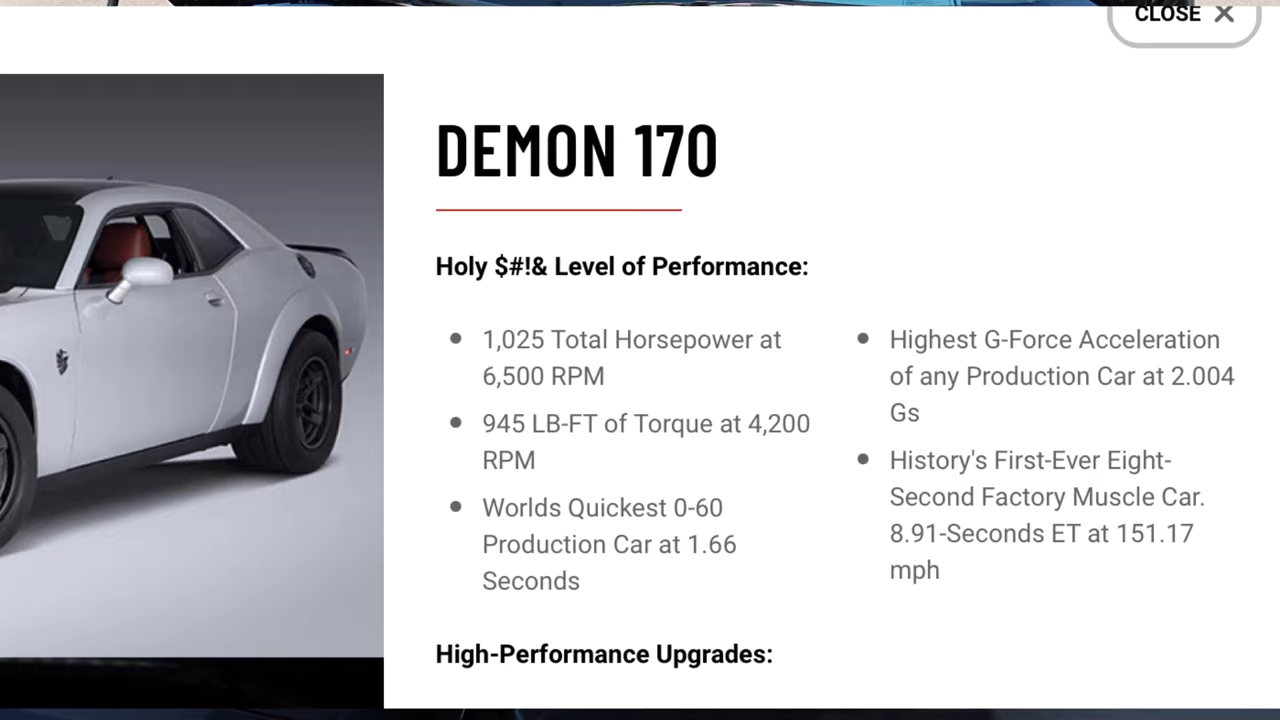 CLOSE
DEMON 170
Holy $#!& Level of Performance:
1,025 Total Horsepower at
6,500 RPM
945 LB-FT of Torque at 4,200
RPM
Worlds Quickest 0-60
Production Car at 1.66
Seconds
Highest G-Force Acceleration
of any Production Car at 2.004
Gs
History's First-Ever Eight-
Second Factory Muscle Car.
8.91-Seconds ET at 151.17
mph
High-Performance Upgrades: